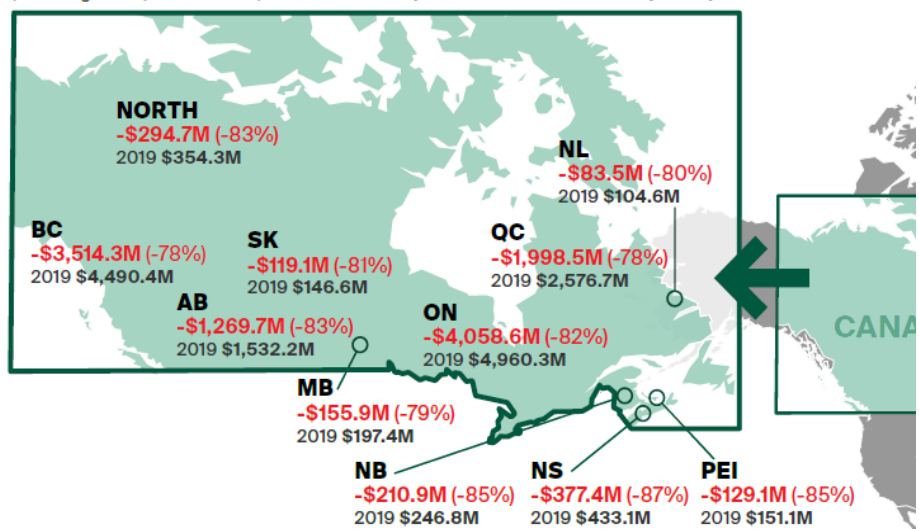 NORTH
-$294.7M (-83%)
2019 $354.3M
NL
-$83.5M (-80%)
2019 $104.6M
BC
-$3,514.3M (-78%)
2019 $4,490.4M
SK
-$119.1M (-81%)
2019 $146.6M
QC
-$1,998.5M (-78%)
2019 $2,576.7M
AB
-$1,269.7M (-83%)
2019 $1,532.2M
ON
-$4,058.6M (-82%)
2019 $4,960.3M
CANA
MB
-$155.9M (-79%)
2019 $197.4M
NB
-$210.9M (-85%)
2019 $246.8M
NS
-$377.4M (-87%)
2019 $433.1M
PEI
-$129.1M (-85%)
2019 $151.1M